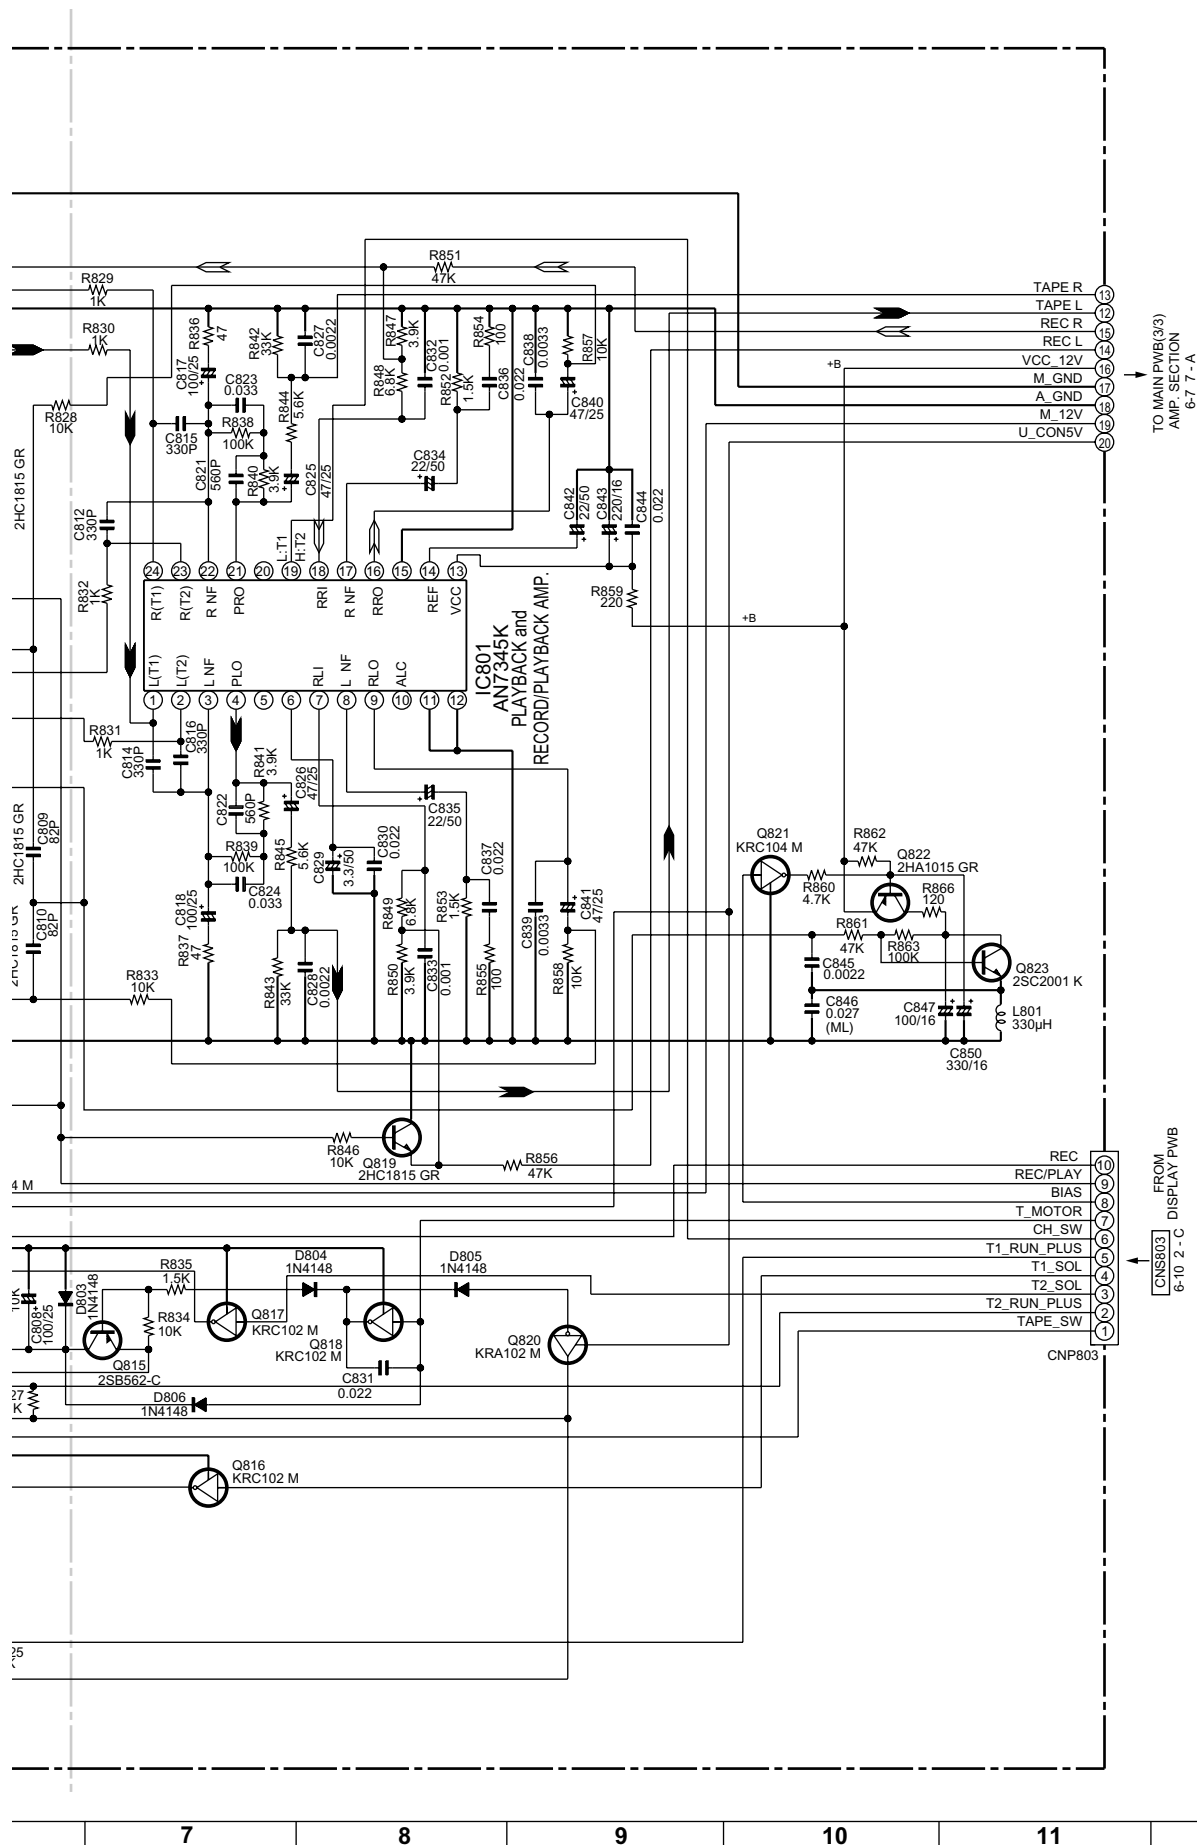 R851
47K
R829
1K
TAPE R
13
TAPE L
12
REC R
15
REC L
14
VCC_12V
16
M_GND
17
A_GND
18
M_12V
19
U_CON5V
20
TO MAIN PWB(3/3)
AMP. SECTION
6-7 7 - A
R830
1K
R836
47
R842
33K
C827
0.0022
R847
3.9K
C832
0.001
R854
100
C838
0.0033
R857
10K
+B
C817
100/25
C823
0.033
R844
5.6K
R848
6.8K
R852
1.5K
C836
0.022
C840
47/25
R828
10K
C815
330P
R838
100K
C821
560P
R840
3.9K
C825
47/25
C834
22/50
C842
22/50
C843
220/16
C844
0.022
2HC1815 GR
C812
330P
L:T1
H:T2
24
23
22
21
20
19
18
17
16
15
14
13
R832
1K
R(T1)
R(T2)
R NF
PRO
RRI
R NF
RRO
REF
VCC
R859
220
+B
L(T1)
L(T2)
L NF
PLO
RLI
L NF
RLO
ALC
IC801
AN7345K
PLAYBACK and
RECORD/PLAYBACK AMP.
1
2
3
4
5
6
7
8
9
10
11
12
R831
1K
C814
330P
C816
330P
R841
3.9K
C826
47/25
C822
560P
C835
22/50
2HC1815 GR
C809
82P
R839
100K
R845
5.6K
C829
3.3/50
C830
0.022
C837
0.022
Q821
KRC104 M
R862
47K
Q822
2HA1015 GR
R860
4.7K
R866
120
C824
0.033
C818
100/25
R837
47
R849
6.8K
R853
1.5K
C839
0.0033
C841
47/25
R861
47K
R863
100K
2HC1815 GR
C810
82P
R833
10K
R843
33K
C828
0.0022
R850
3.9K
C833
0.001
R855
100
R858
10K
C845
0.0022
Q823
2SC2001 K
C846
0.027
(ML)
C847
100/16
L801
330µH
C850
330/16
R846
10K
Q819
2HC1815 GR
R856
47K
4 M
REC
10
REC/PLAY
9
BIAS
8
T_MOTOR
7
CH_SW
6
T1_RUN_PLUS
5
T1_SOL
4
T2_SOL
3
T2_RUN_PLUS
2
TAPE_SW
1
CNP803
FROM
DISPLAY PWB
CNS803
6-10 2 - C
10K
C808
100/25
D803
1N4148
R835
1.5K
D804
1N4148
D805
1N4148
R834
10K
Q817
KRC102 M
Q818
KRC102 M
Q820
KRA102 M
Q815
2SB562-C
C831
0.022
27
K
D806
1N4148
Q816
KRC102 M
25
7
8
9
10
11